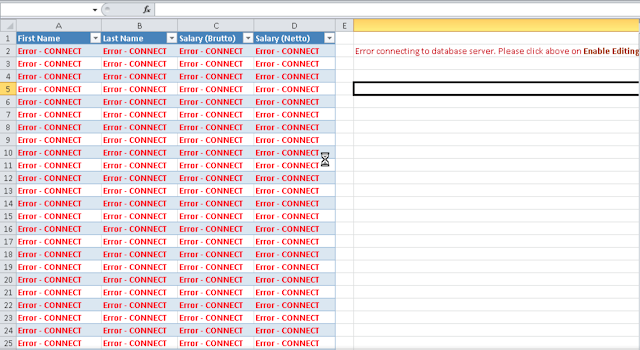 fx
A B C D E
1 First Name Last Name Salary (Brutto) Salary (Netto)
2 Error - CONNECT Error - CONNECT Error - CONNECT Error - CONNECT Error connecting to database server. Please click above on Enable Editing
3 Error - CONNECT Error - CONNECT Error - CONNECT Error - CONNECT
4 Error - CONNECT Error - CONNECT Error - CONNECT Error - CONNECT
5 Error - CONNECT Error - CONNECT Error - CONNECT Error - CONNECT
6 Error - CONNECT Error - CONNECT Error - CONNECT Error - CONNECT
7 Error - CONNECT Error - CONNECT Error - CONNECT Error - CONNECT
8 Error - CONNECT Error - CONNECT Error - CONNECT Error - CONNECT
9 Error - CONNECT Error - CONNECT Error - CONNECT Error - CONNECT
10 Error - CONNECT Error - CONNECT Error - CONNECT Error - CONNECT
11 Error - CONNECT Error - CONNECT Error - CONNECT Error - CONNECT
12 Error - CONNECT Error - CONNECT Error - CONNECT Error - CONNECT
13 Error - CONNECT Error - CONNECT Error - CONNECT Error - CONNECT
14 Error - CONNECT Error - CONNECT Error - CONNECT Error - CONNECT
15 Error - CONNECT Error - CONNECT Error - CONNECT Error - CONNECT
16 Error - CONNECT Error - CONNECT Error - CONNECT Error - CONNECT
17 Error - CONNECT Error - CONNECT Error - CONNECT Error - CONNECT
18 Error - CONNECT Error - CONNECT Error - CONNECT Error - CONNECT
19 Error - CONNECT Error - CONNECT Error - CONNECT Error - CONNECT
20 Error - CONNECT Error - CONNECT Error - CONNECT Error - CONNECT
21 Error - CONNECT Error - CONNECT Error - CONNECT Error - CONNECT
22 Error - CONNECT Error - CONNECT Error - CONNECT Error - CONNECT
23 Error - CONNECT Error - CONNECT Error - CONNECT Error - CONNECT
24 Error - CONNECT Error - CONNECT Error - CONNECT Error - CONNECT
25 Error - CONNECT Error - CONNECT Error - CONNECT Error - CONNECT